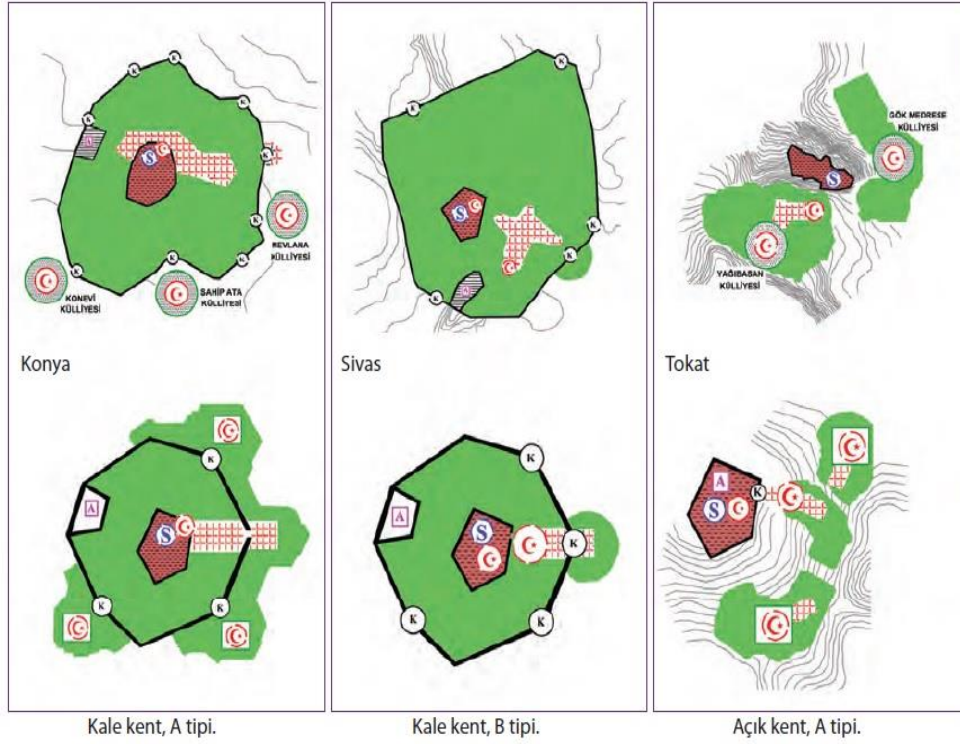 K
K
K
K
A
S
K
MEVLANA
KÜLLİYESİ
K
K
K
K
KONEVİ
KÜLLİYESİ
SAHİP ATA
KÜLLİYESİ
Konya
K
K
S
K
A
K
Sivas
GÖK MEDRESE
KÜLLİYESİ
S
YAĞIBASAN
KÜLLİYESİ
Tokat
K
A
S
K
K
Kale kent, A tipi.
K
A
S
K
K
K
Kale kent, B tipi.
A
K
S
Açık kent, A tipi.